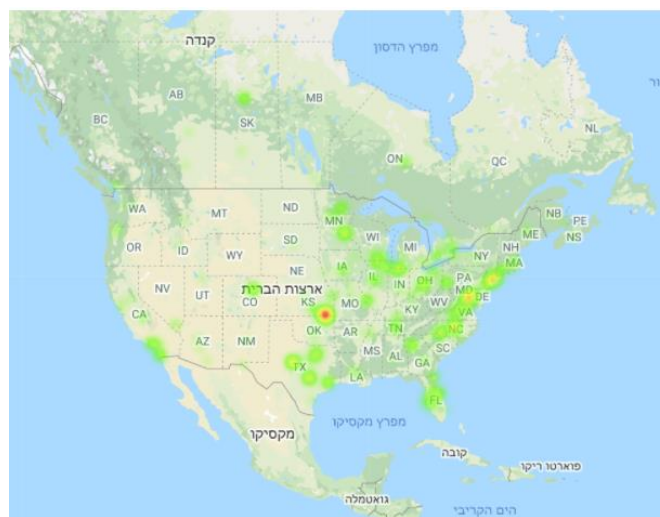 מפרץ הדסון
קנדה
AB
MB
SK
BC
NL
ON
QC
ור
WA
MT
ND
MN
NB
PE
OR
ID
SD
WI
MI
ME
NS
WY
NY
NH
MA
IA
NE
IL
IN
OH
PA
NV
UT
ארצות הברית
CO
KS
MO
WV
MD
DE
VA
KY
CA
OK
AR
TN
NC
AZ
NM
MS
AL
SC
GA
TX
LA
FL
מפרץ מקסיקו
מקסיקו
קובה
פוארטו ריקו
גואטמלה
הים הקריבי